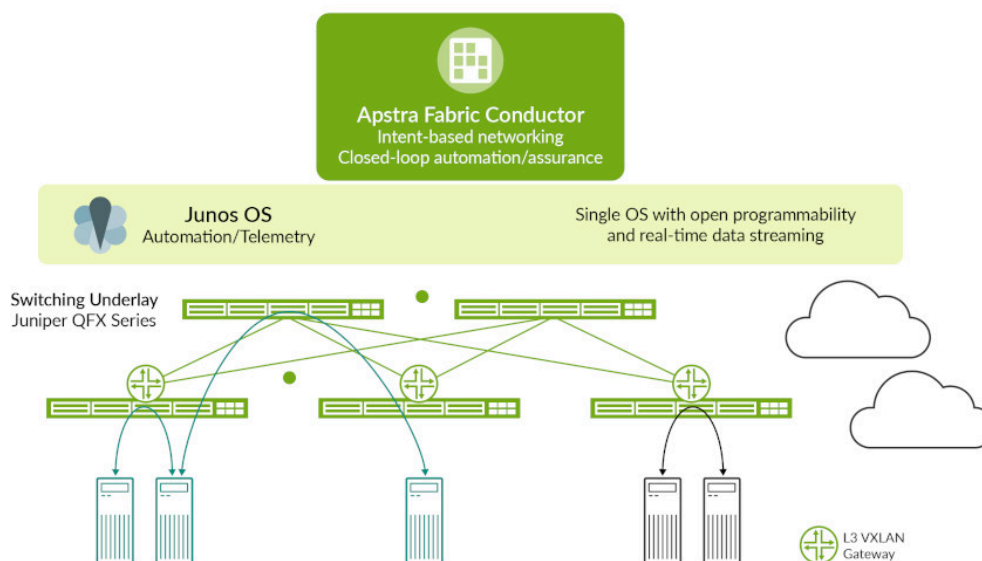 Apstra Fabric Conductor
Intent-based networking
Closed-loop automation/assurance
Junos OS
Automation/Telemetry
Single OS with open programmability
and real-time data streaming
Switching Underlay
Juniper QFX Series
L3 VXLAN
Gateway